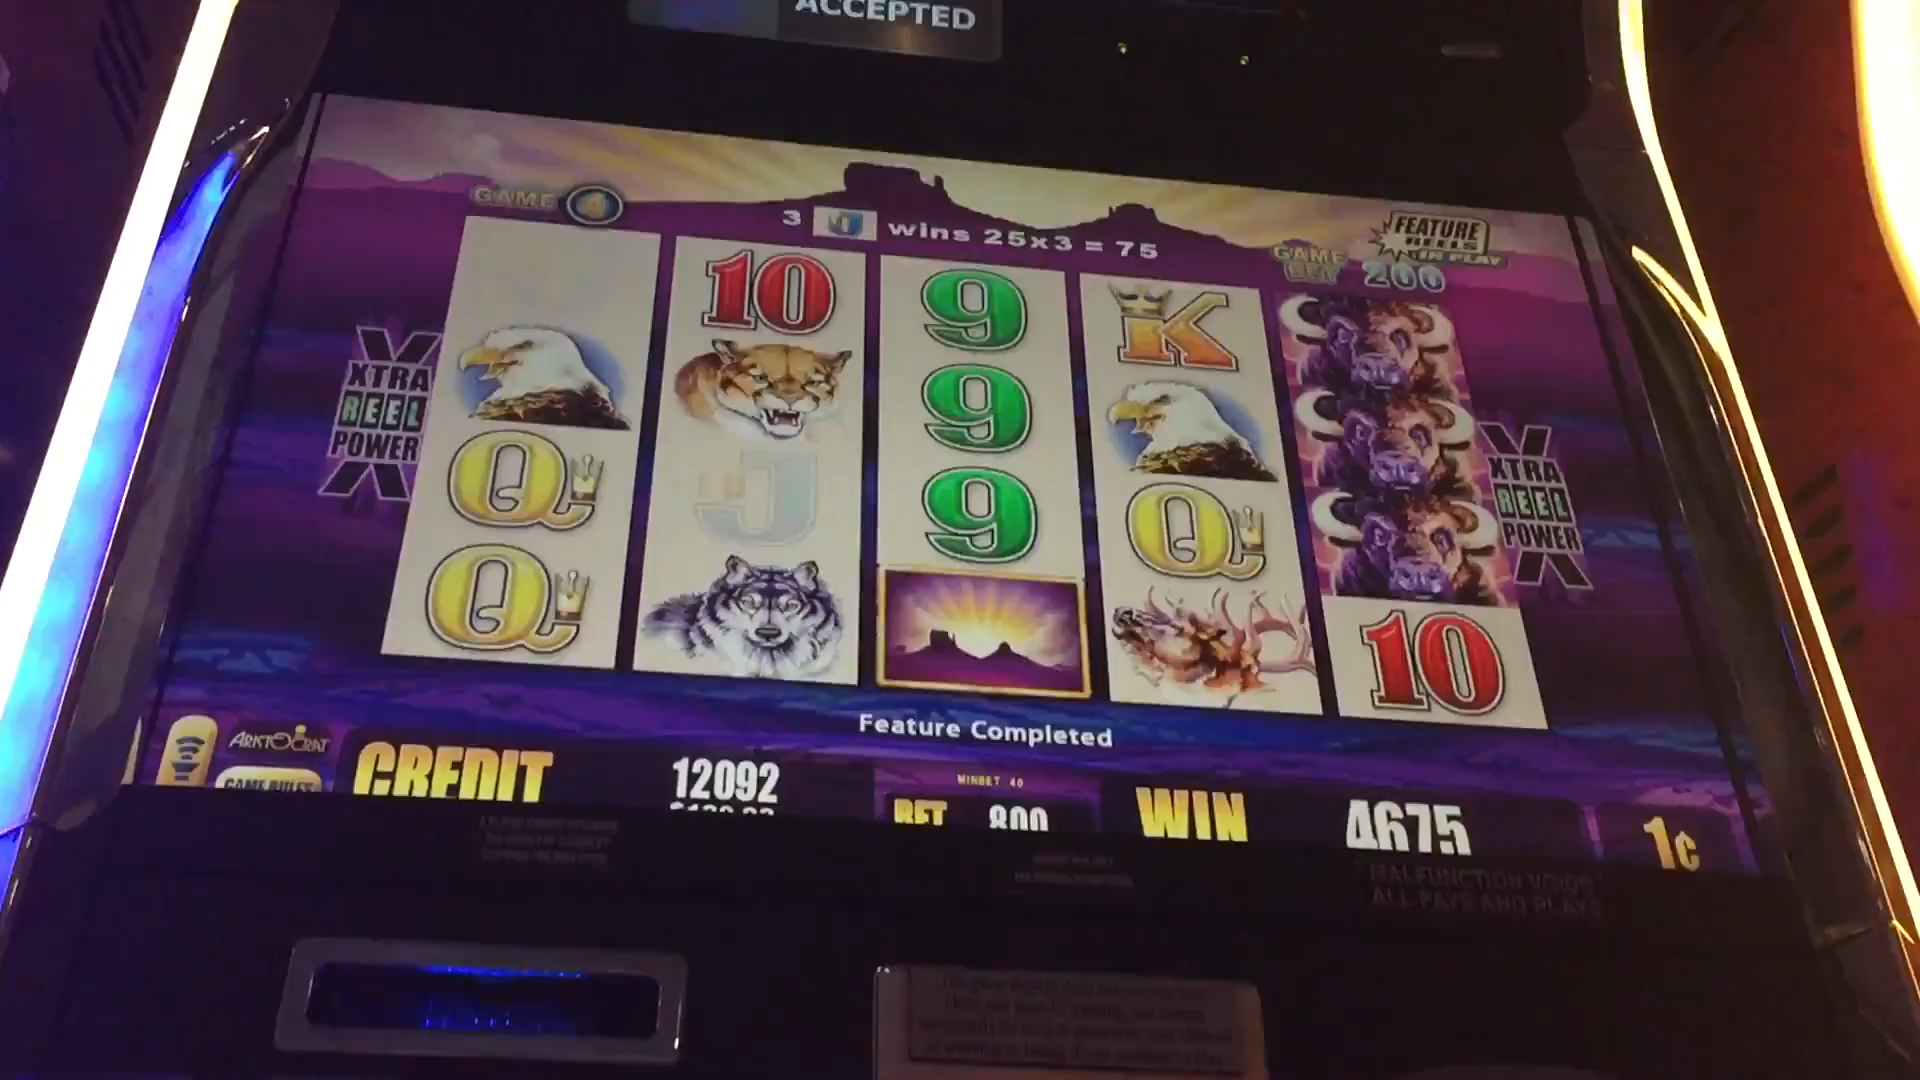 ACCEPTED
GAME 4
3 J wins 25x3 = 75
FEATURE
REELS
IN PLAY
GAME
BET 200
10
9
K
XTRA
REEL
POWER
X
9
Q
J
9
Q
XTRA
REEL
POWER
X
Q
10
Feature Completed
ARISTOCRAT
GAME RULES
CREDIT
12092
MINBET 40
BET 800
WIN
4675
1¢
MALFUNCTION VOIDS
ALL PAYS AND PLAYS